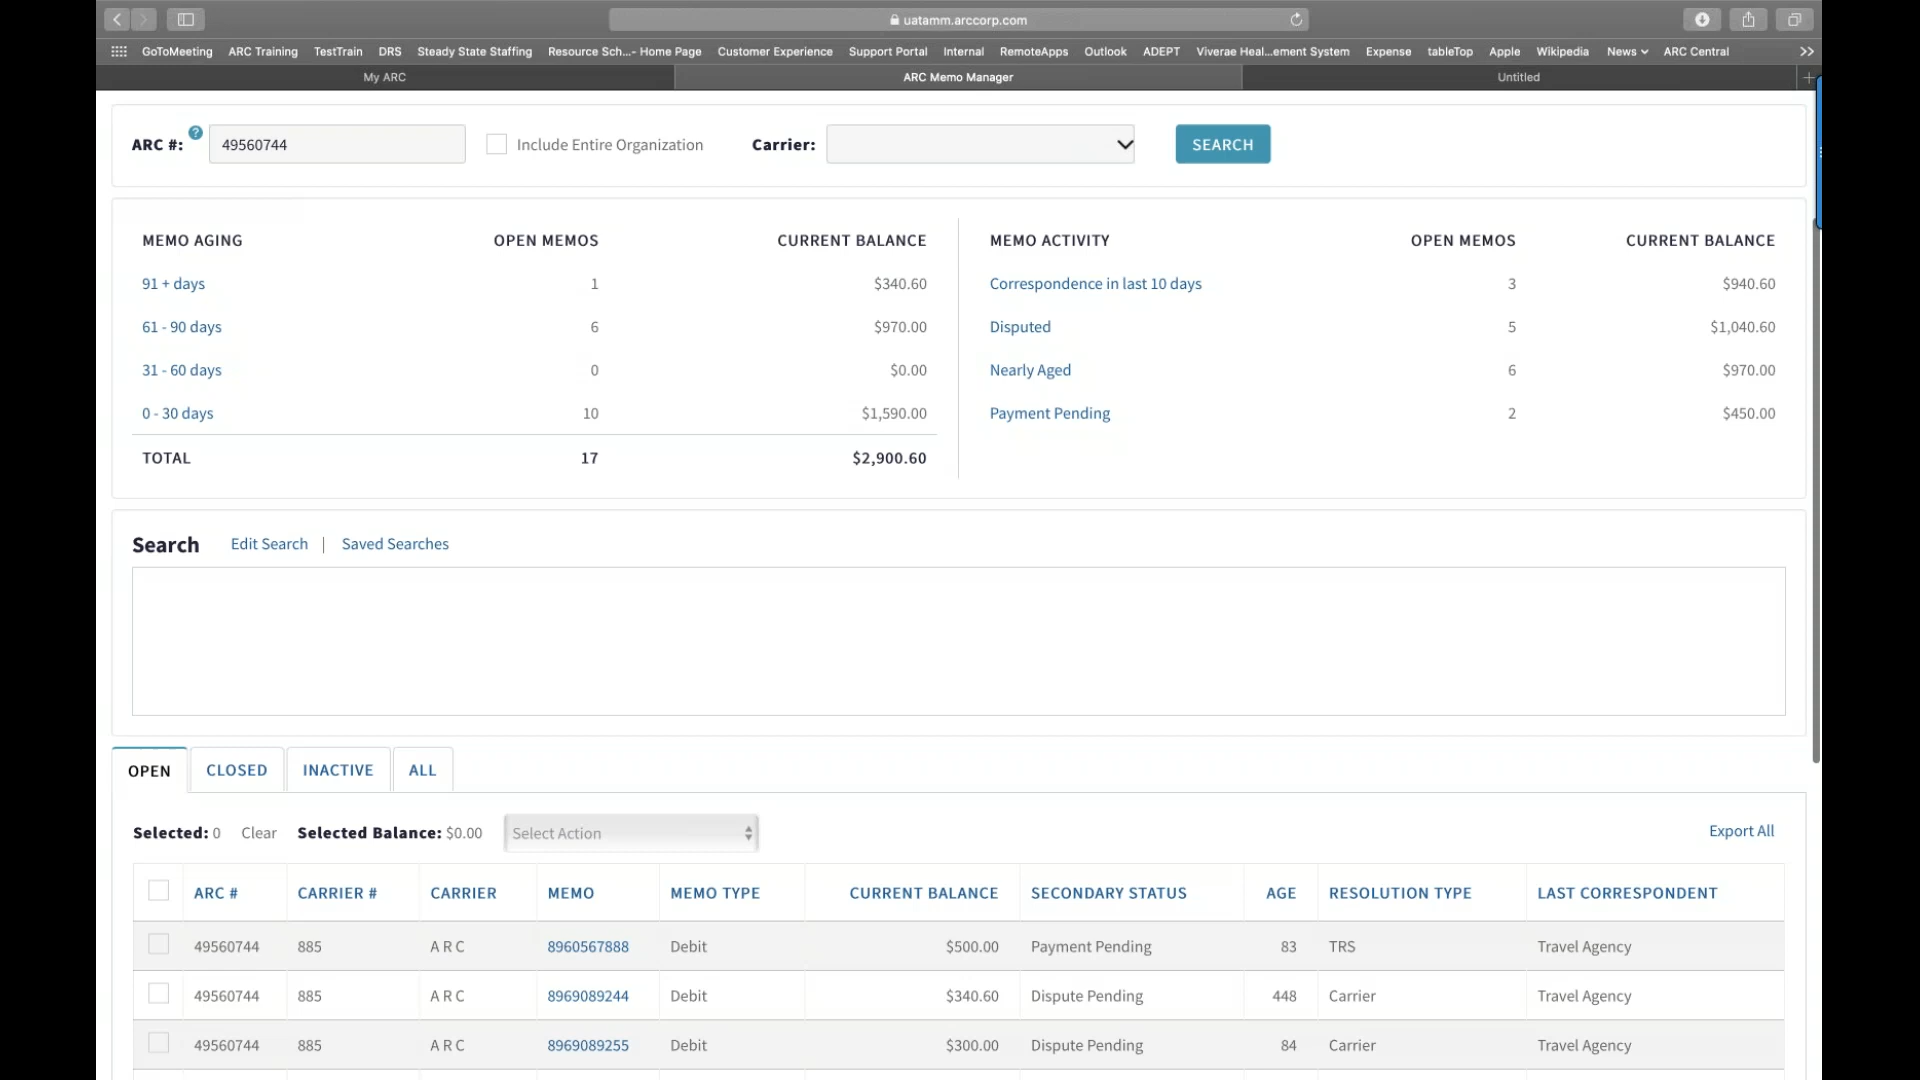 uatamm.arccorp.com
GoToMeeting ARC Training TestTrain DRS Steady State Staffing Resource Sch...- Home Page Customer Experience Support Portal Internal RemoteApps Outlook ADEPT Viverae Heal...ement System Expense tableTop Apple Wikipedia News ARC Central >>
My ARC ARC Memo Manager Untitled +
ARC #: ? 49560744 Include Entire Organization Carrier: SEARCH
MEMO AGING OPEN MEMOS CURRENT BALANCE
91 + days 1 $340.60
61 - 90 days 6 $970.00
31 - 60 days 0 $0.00
0 - 30 days 10 $1,590.00
TOTAL 17 $2,900.60
MEMO ACTIVITY OPEN MEMOS CURRENT BALANCE
Correspondence in last 10 days 3 $940.60
Disputed 5 $1,040.60
Nearly Aged 6 $970.00
Payment Pending 2 $450.00
Search Edit Search | Saved Searches
OPEN CLOSED INACTIVE ALL
Selected: 0 Clear Selected Balance: $0.00 Select Action Export All
ARC # CARRIER # CARRIER MEMO MEMO TYPE CURRENT BALANCE SECONDARY STATUS AGE RESOLUTION TYPE LAST CORRESPONDENT
49560744 885 A R C 8960567888 Debit $500.00 Payment Pending 83 TRS Travel Agency
49560744 885 A R C 8969089244 Debit $340.60 Dispute Pending 448 Carrier Travel Agency
49560744 885 A R C 8969089255 Debit $300.00 Dispute Pending 84 Carrier Travel Agency